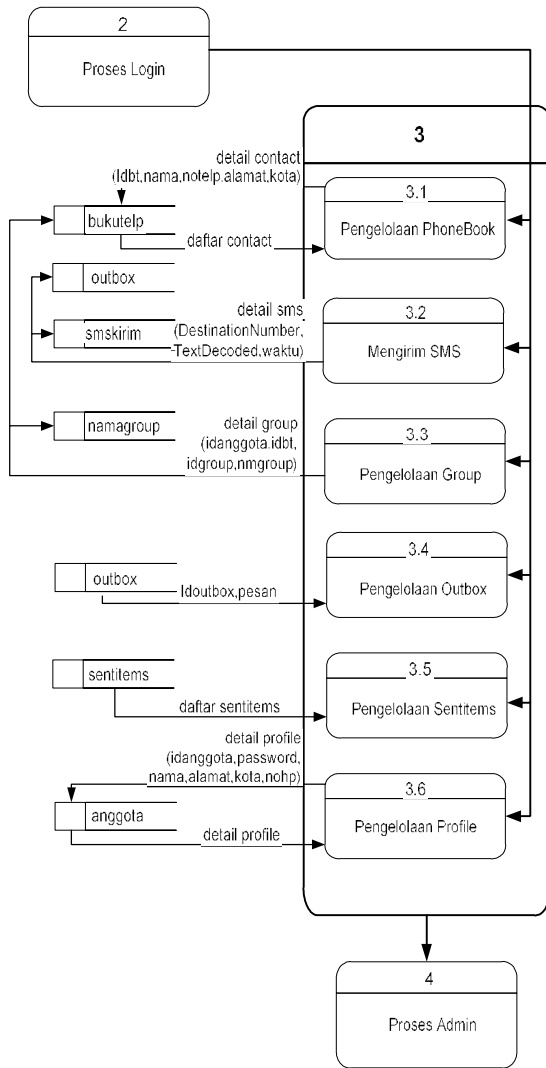 2
Proses Login
3
detail contact
(Idbt,nama,notelp,alamat,kota)
3.1
Pengelolaan PhoneBook
bukutelp
daftar contact
outbox
detail sms
(DestinationNumber,
TextDecoded,waktu)
smskirim
3.2
Mengirim SMS
namagroup
detail group
(idanggota.idbt,
idgroup,nmgroup)
3.3
Pengelolaan Group
3.4
Pengelolaan Outbox
outbox
Idoutbox,pesan
3.5
Pengelolaan Sentitems
sentitems
daftar sentitems
detail profile
(idanggota,password,
nama,alamat,kota,nohp)
3.6
Pengelolaan Profile
anggota
detail profile
4
Proses Admin